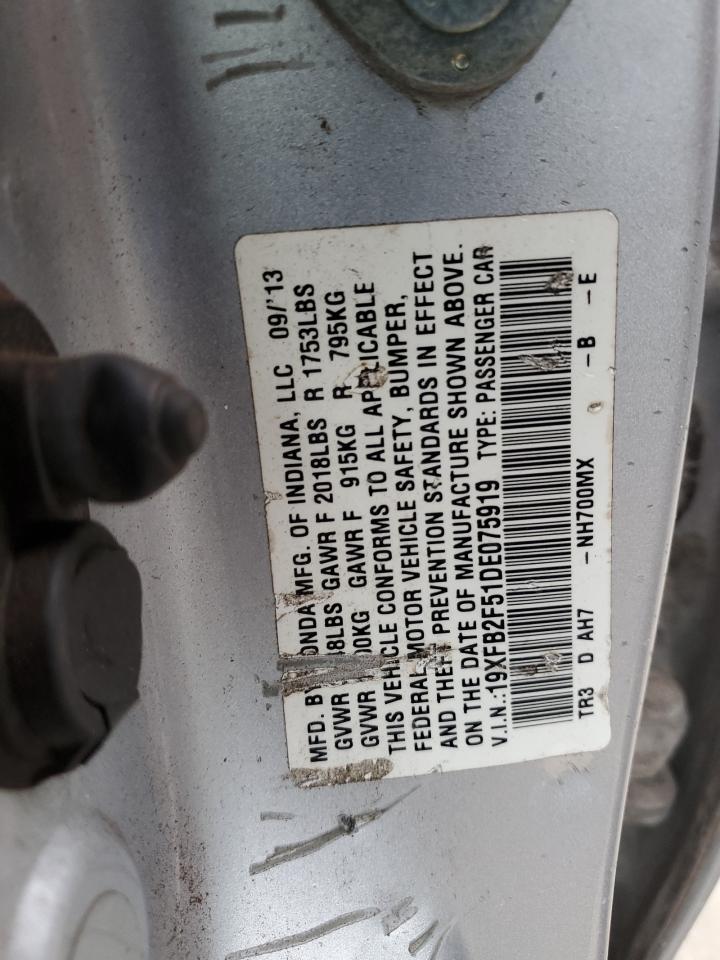 MFD. BY HONDA MFG. OF INDIANA, LLC 09/'13
GVWR 8LBS GAWR F 2018LBS R 1753LBS
GVWR 00KG GAWR F 915KG R 795KG
THIS VEHICLE CONFORMS TO ALL APPLICABLE
FEDERAL MOTOR VEHICLE SAFETY, BUMPER,
AND THEFT PREVENTION STANDARDS IN EFFECT
ON THE DATE OF MANUFACTURE SHOWN ABOVE.
V.I.N.:19XFB2F51DE075919 TYPE: PASSENGER CAR
TR3 D AH7 - NH700MX -B -E